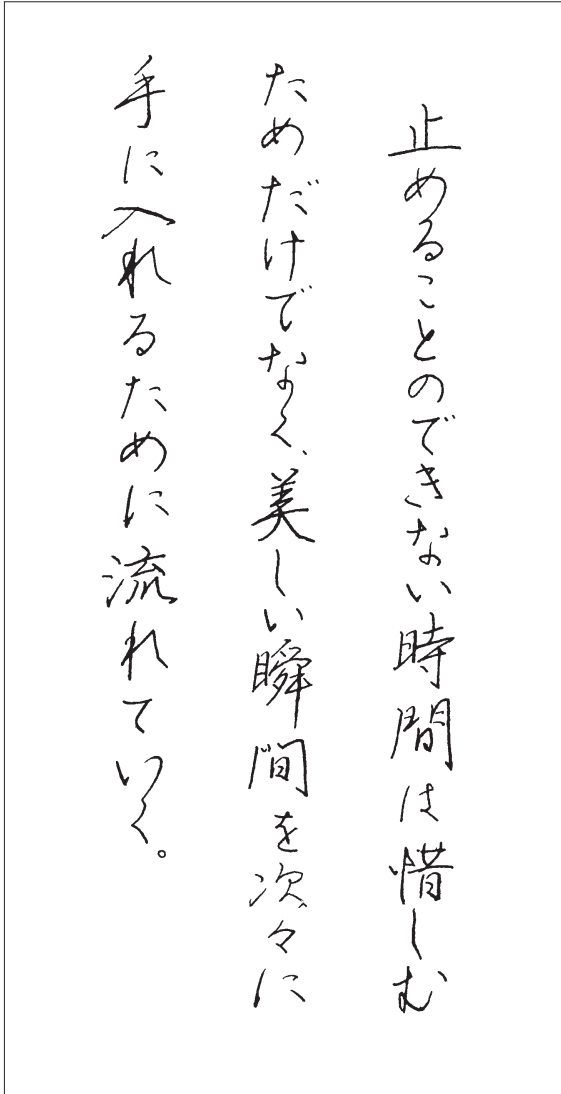 止めることのできない時間は惜しむ
ためだけでなく、美しい瞬間を次々に
手に入れるために流れていく。